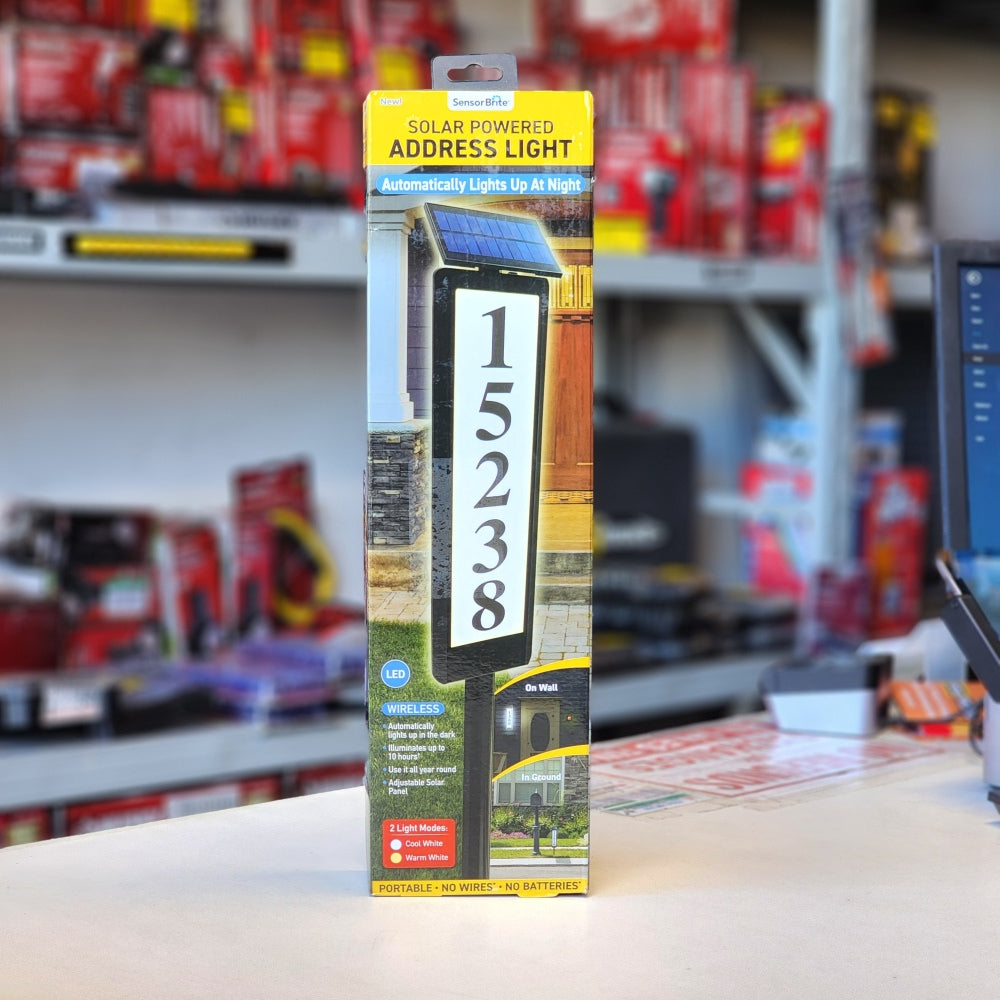 New!
SensorBrite
SOLAR POWERED
ADDRESS LIGHT
Automatically Lights Up At Night
1
5
2
3
8
LED
WIRELESS
• Automatically
lights up in the dark
• Illuminates up to
10 hours†
• Use it all year round
• Adjustable Solar
Panel
On Wall
In Ground
2 Light Modes:
Cool White
Warm White
PORTABLE • NO WIRES* • NO BATTERIES*